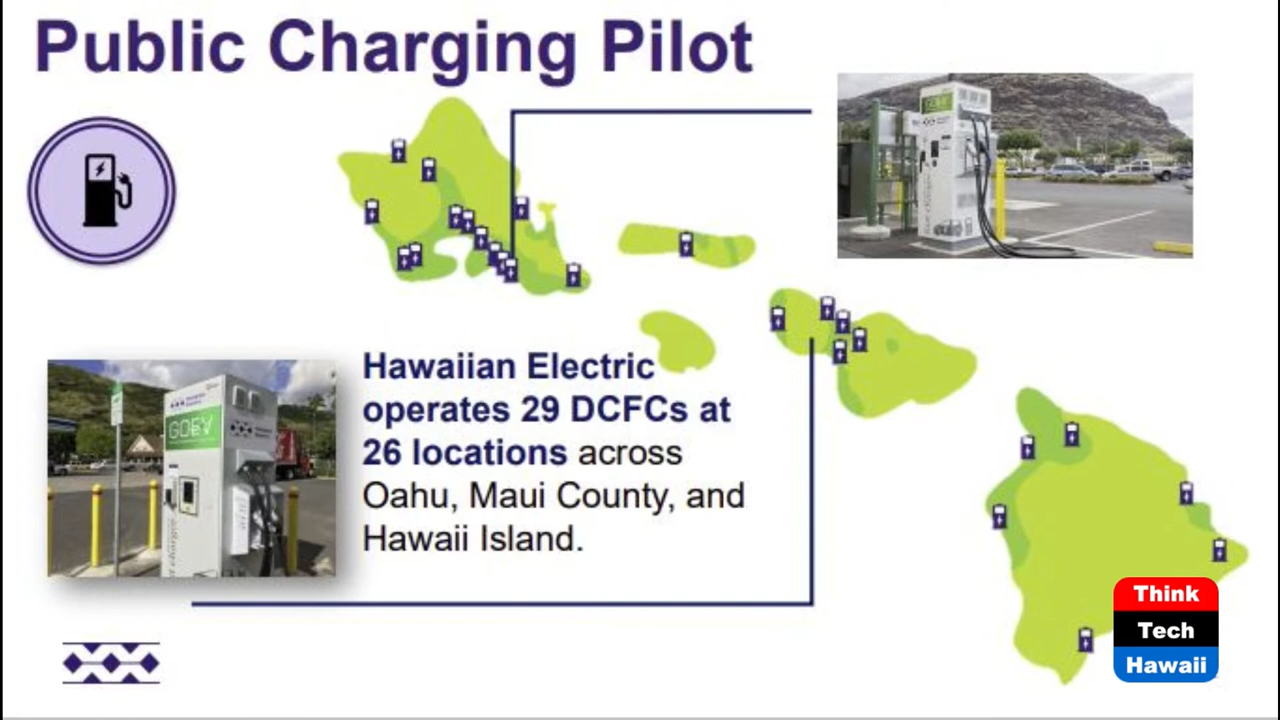 Public Charging Pilot
GOEV
Hawaiian Electric
operates 29 DCFCs at
26 locations across
Oahu, Maui County, and
Hawaii Island.
GOEV
Think
Tech
Hawaii